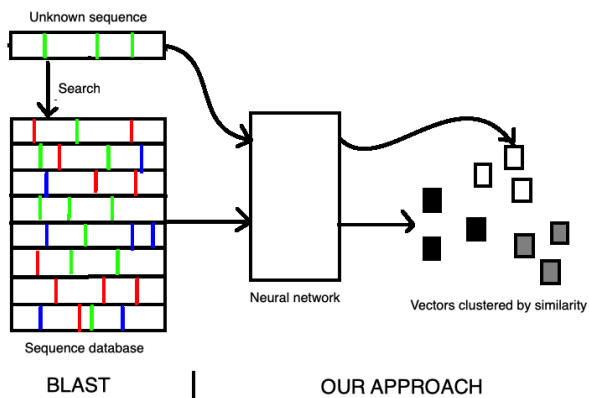 Unknown sequence
Search
Neural network
Vectors clustered by similarity
Sequence database
BLAST
OUR APPROACH